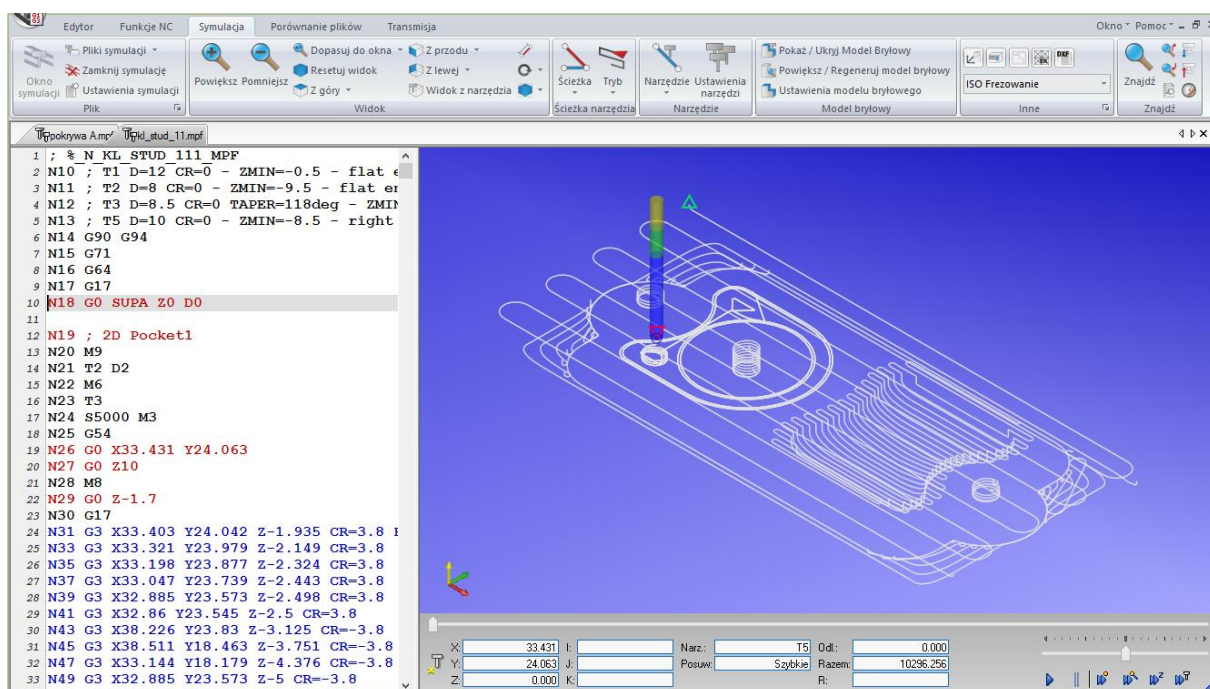 Edytor Funkcje NC Symulacja Porównanie plików Transmisja Okno Pomoc
Pliki symulacji
Zamknij symulację
Ustawienia symulacji
Okno symulacji
Plik
Powiększ Pomniejsz
Dopasuj do okna
Resetuj widok
Z góry
Z przodu
Z lewej
Widok z narzędzia
Widok
Ścieżka Tryb
Ścieżka narzędzia
Narzędzie Ustawienia narzędzi
Narzędzie
Pokaż / Ukryj Model Bryłowy
Powiększ / Regeneruj model bryłowy
Ustawienia modelu bryłowego
Model bryłowy
DXF
ISO Frezowanie
Inne
Znajdź
Znajdź
pokrywa A.mpf kl_stud_11.mpf
1 ; % N KL STUD 111 MPF
2 N10 ; T1 D=12 CR=0 - ZMIN=-0.5 - flat e
3 N11 ; T2 D=8 CR=0 - ZMIN=-9.5 - flat er
4 N12 ; T3 D=8.5 CR=0 TAPER=118deg - ZMIN
5 N13 ; T5 D=10 CR=0 - ZMIN=-8.5 - right
6 N14 G90 G94
7 N15 G71
8 N16 G64
9 N17 G17
10 N18 G0 SUPA Z0 D0
11
12 N19 ; 2D Pocket1
13 N20 M9
14 N21 T2 D2
15 N22 M6
16 N23 T3
17 N24 S5000 M3
18 N25 G54
19 N26 G0 X33.431 Y24.063
20 N27 G0 Z10
21 N28 M8
22 N29 G0 Z-1.7
23 N30 G17
24 N31 G3 X33.403 Y24.042 Z-1.935 CR=3.8 F
25 N33 G3 X33.321 Y23.979 Z-2.149 CR=3.8
26 N35 G3 X33.198 Y23.877 Z-2.324 CR=3.8
27 N37 G3 X33.047 Y23.739 Z-2.443 CR=3.8
28 N39 G3 X32.885 Y23.573 Z-2.498 CR=3.8
29 N41 G3 X32.86 Y23.545 Z-2.5 CR=3.8
30 N43 G3 X38.226 Y23.83 Z-3.125 CR=-3.8
31 N45 G3 X38.511 Y18.463 Z-3.751 CR=-3.8
32 N47 G3 X33.144 Y18.179 Z-4.376 CR=-3.8
33 N49 G3 X32.885 Y23.573 Z-5 CR=-3.8
X: 33.431 I: Narz.: T5 Odl.: 0.000
Y: 24.063 J: Posuw: Szybkie Razem: 10296.256
Z: 0.000 K: R: